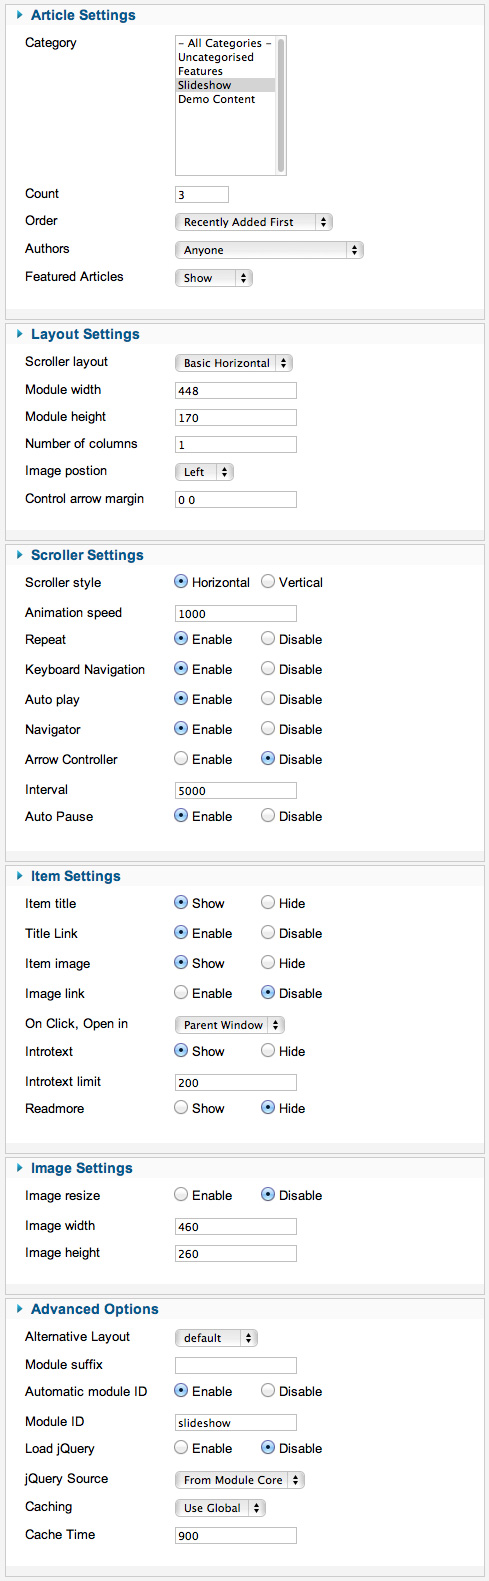 Article Settings
Category
- All Categories -
Uncategorised
Features
Slideshow
Demo Content
Count 3
Order Recently Added First
Authors Anyone
Featured Articles Show
Layout Settings
Scroller layout Basic Horizontal
Module width 448
Module height 170
Number of columns 1
Image postion Left
Control arrow margin 0 0
Scroller Settings
Scroller style Horizontal Vertical
Animation speed 1000
Repeat Enable Disable
Keyboard Navigation Enable Disable
Auto play Enable Disable
Navigator Enable Disable
Arrow Controller Enable Disable
Interval 5000
Auto Pause Enable Disable
Item Settings
Item title Show Hide
Title Link Enable Disable
Item image Show Hide
Image link Enable Disable
On Click, Open in Parent Window
Introtext Show Hide
Introtext limit 200
Readmore Show Hide
Image Settings
Image resize Enable Disable
Image width 460
Image height 260
Advanced Options
Alternative Layout default
Module suffix
Automatic module ID Enable Disable
Module ID slideshow
Load jQuery Enable Disable
jQuery Source From Module Core
Caching Use Global
Cache Time 900